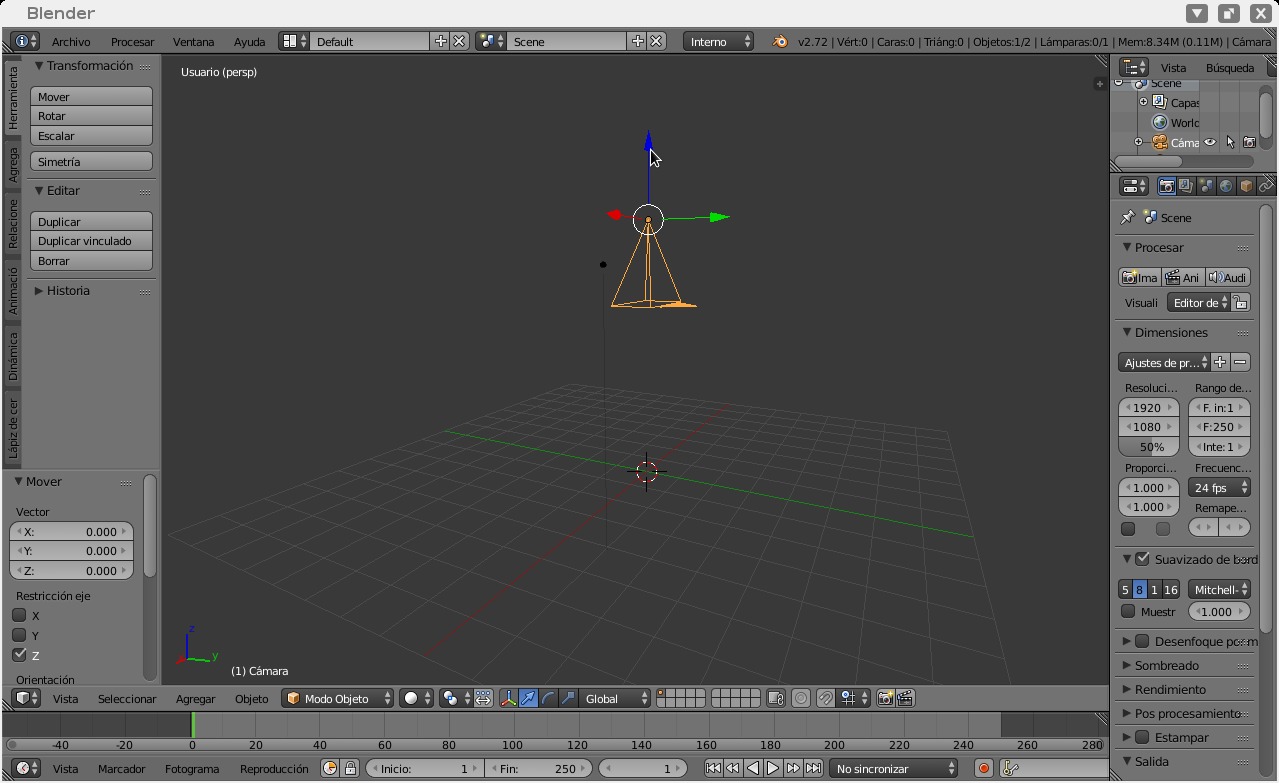 Blender
Archivo Procesar Ventana Ayuda Default Scene Interno v2.72 | Vért:0 | Caras:0 | Triáng:0 | Objetos:1/2 | Lámparas:0/1 | Mem:8.34M (0.11M) | Cámara
Herramienta
Agrega
Relacione
Animació
Dinámica
Lápiz de cer
Transformación
Mover
Rotar
Escalar
Simetría
Editar
Duplicar
Duplicar vinculado
Borrar
Historia
Mover
Vector
X: 0.000
Y: 0.000
Z: 0.000
Restricción eje
X
Y
Z
Orientación
Usuario (persp)
z
y
(1) Cámara
Vista Seleccionar Agregar Objeto Modo Objeto Global
-40 -20 0 20 40 60 80 100 120 140 160 180 200 220 240 260 280
Vista Marcador Fotograma Reproducción Inicio: 1 Fin: 250 1 No sincronizar
Vista Búsqueda
Scene
Capas
World
Cáma
Scene
Procesar
Ima Ani Audi
Visuali Editor de
Dimensiones
Ajustes de pr...
Resoluci... Rango de...
1920 F. in:1
1080 F:250
50% Inte: 1
Proporci... Frecuenc...
1.000 24 fps
1.000 Remape...
Suavizado de bord
5 8 1 16 Mitchell-
Muestr 1.000
Desenfoque por m
Sombreado
Rendimiento
Pos procesamiento
Estampar
Salida